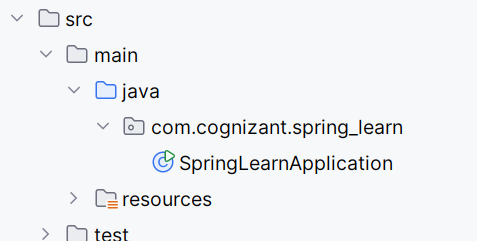 src
main
java
com.cognizant.spring_learn
SpringLearnApplication
resources
test